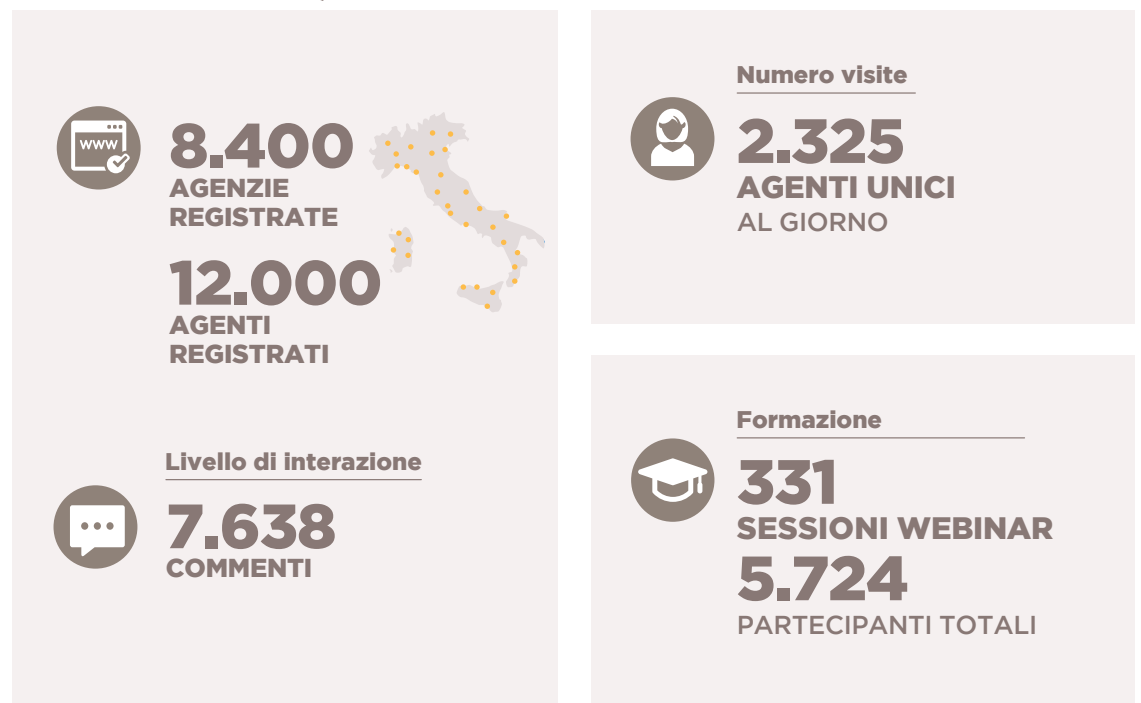 www
8.400
AGENZIE
REGISTRATE
12.000
AGENTI
REGISTRATI
Livello di interazione
7.638
COMMENTI
Numero visite
2.325
AGENTI UNICI
AL GIORNO
Formazione
331
SESSIONI WEBINAR
5.724
PARTECIPANTI TOTALI